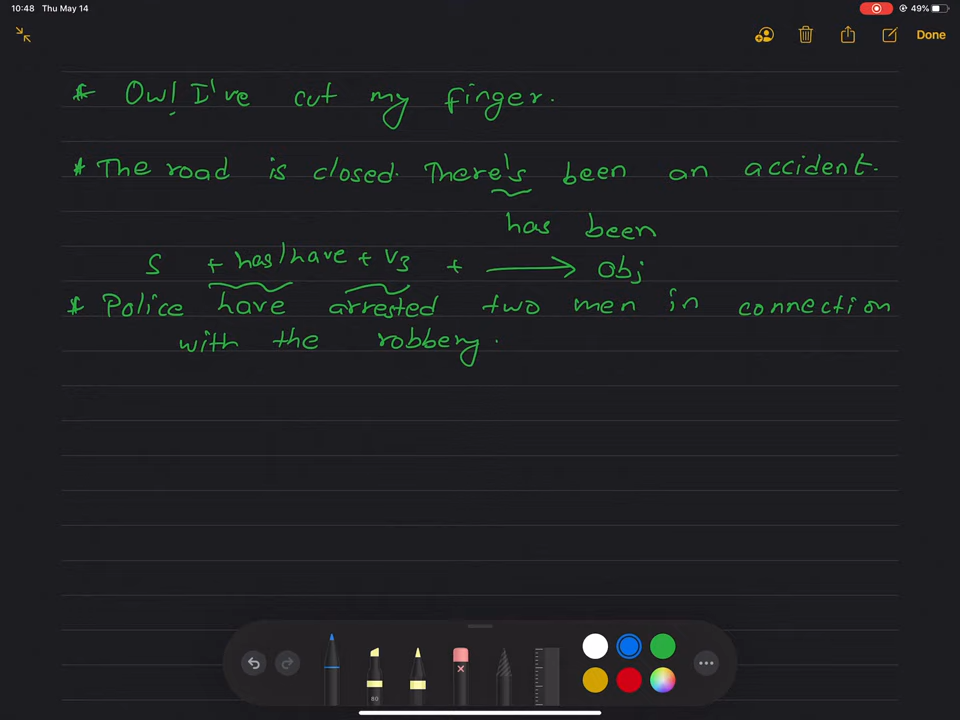 10:48 Thu May 14
49%
Done
* Ow! I've cut my finger.
* The road is closed. There's been an accident.
has been
S + has/have + V3 + → Obj
* Police have arrested two men in connection
with the robbery.
80